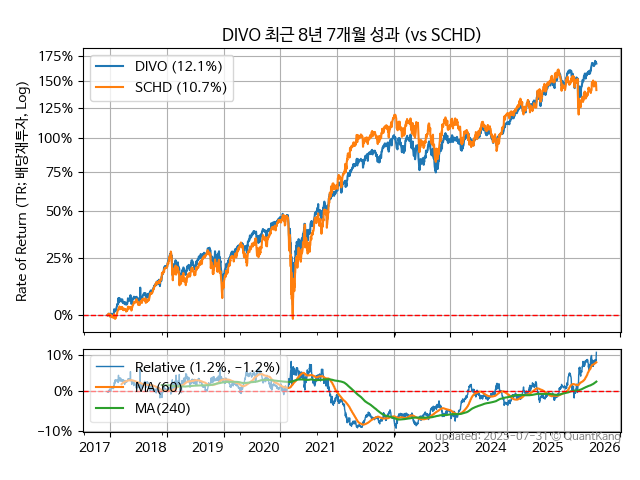 DIVO 최근 8년 7개월 성과 (vs SCHD)
Rate of Return (TR; 배당재투자, Log)
175%
150%
125%
100%
75%
50%
25%
0%
DIVO (12.1%)
SCHD (10.7%)
10%
0%
−10%
Relative (1.2%, −1.2%)
MA(60)
MA(240)
updated: 2025-07-31 © QuantKang
2017 2018 2019 2020 2021 2022 2023 2024 2025 2026